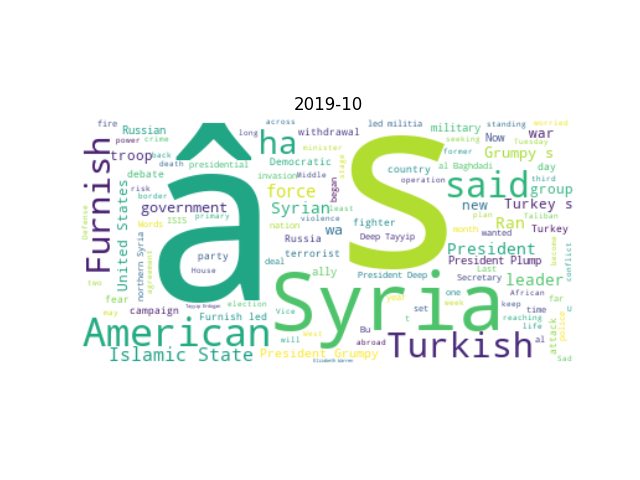 2019-10
fire
Russian
back
troop
crime
power
death
presidential
debate
risk
border
government
ISIS
primary
Words
Furnish
Defense
United States
northern Syria
agreement
two
fear
may
campaign
party
House
Tayyip Erdogan
election
Furnish led
American
Islamic State
â
s
long
across
ha
withdrawal
minister
Democratic
stage
invasion
Middle
force
began
Syrian
least
violence
nation
wa
fighter
Russia
terrorist
deal
ally
Deep Tayyip
President Deep
Syria
year
Vice
will
west
President Grumpy
Elizabeth Warren
Bu
abroad
t
set
week
led militia
standing
worried
military
seeking
Now
war
former
Tuesday
Grumpy s
country
al Baghdadi
third
day
operation
said
group
new
Turkey s
plan
Taliban
Ran
Turkey
month
wanted
President
become
President Plump
Last
conflict
Secretary
African
leader
far
one
keep
time
reaching
life
police
attack
al
Turkish
Sad